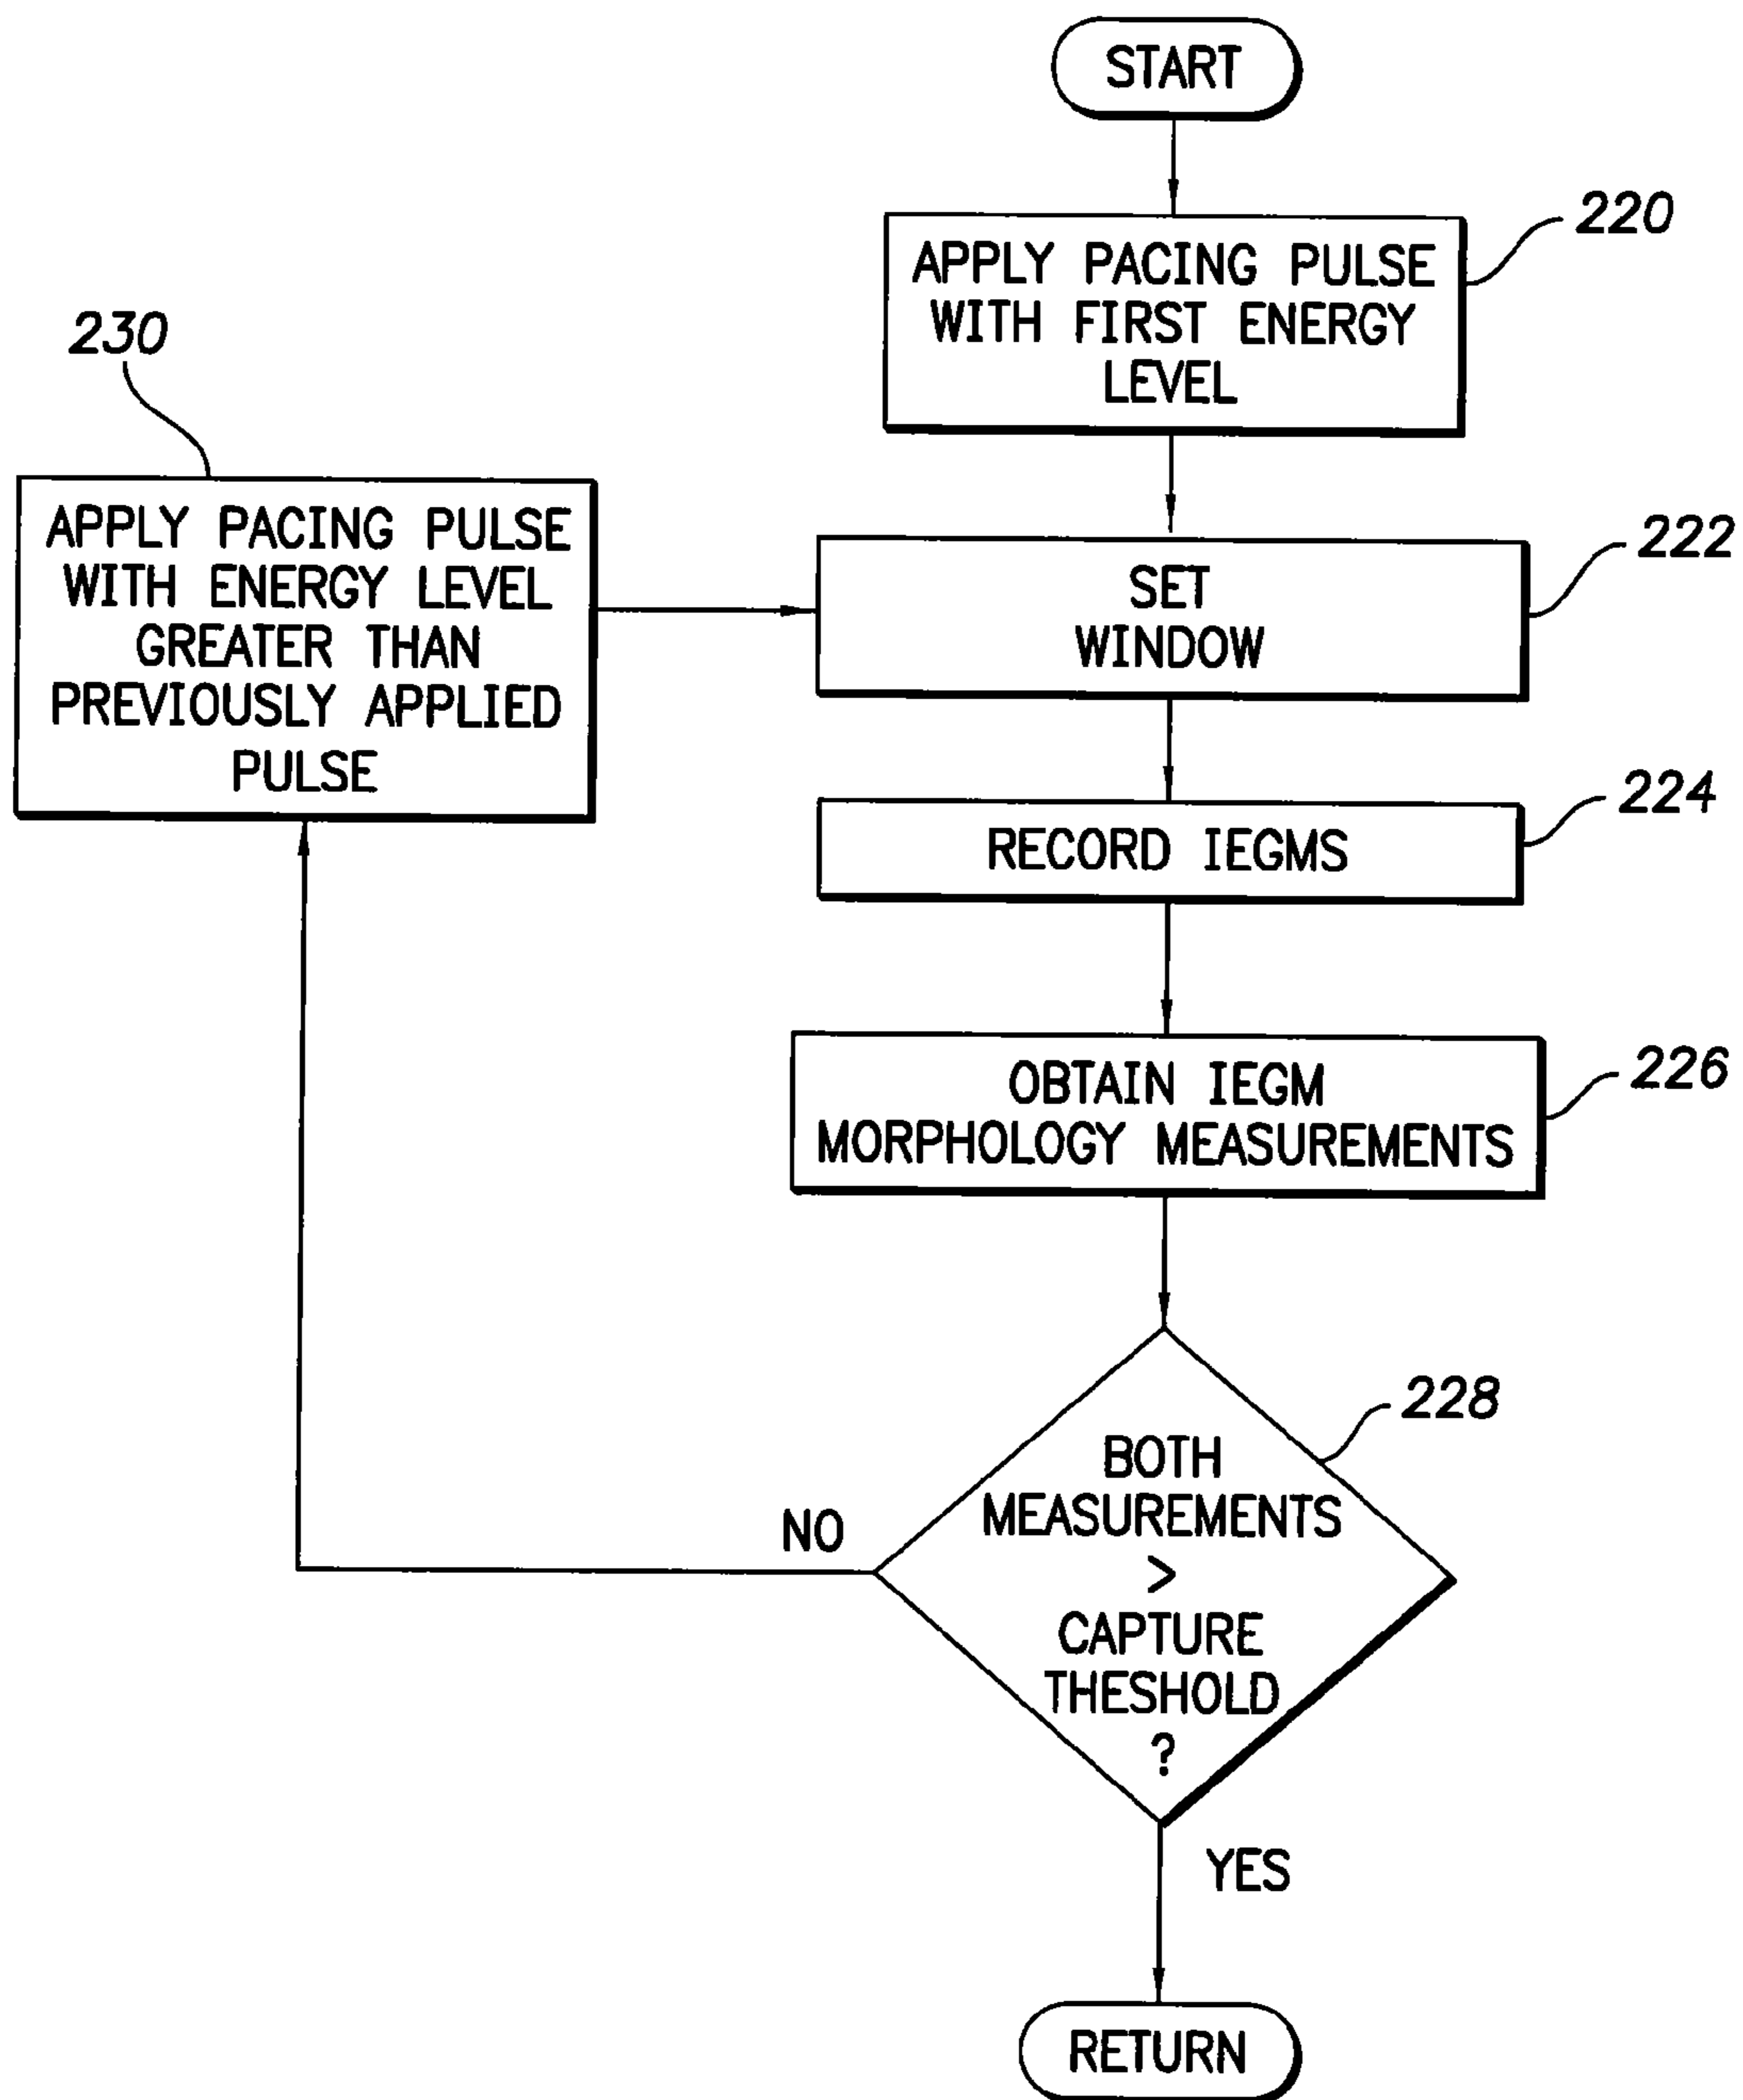 START
220
APPLY PACING PULSE
WITH FIRST ENERGY
LEVEL
230
APPLY PACING PULSE
WITH ENERGY LEVEL
GREATER THAN
PREVIOUSLY APPLIED
PULSE
222
SET
WINDOW
224
RECORD IEGMS
226
OBTAIN IEGM
MORPHOLOGY MEASUREMENTS
228
BOTH
MEASUREMENTS
>
CAPTURE
THESHOLD
?
NO
YES
RETURN